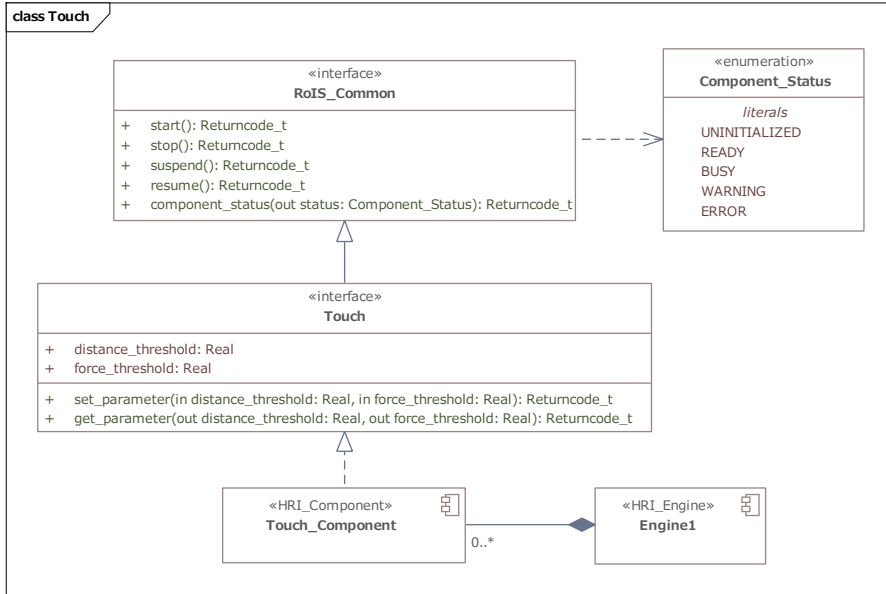 class Touch
«interface»
RoIS_Common
+ start(): Returncode_t
+ stop(): Returncode_t
+ suspend(): Returncode_t
+ resume(): Returncode_t
+ component_status(out status: Component_Status): Returncode_t
«enumeration»
Component_Status
literals
UNINITIALIZED
READY
BUSY
WARNING
ERROR
«interface»
Touch
+ distance_threshold: Real
+ force_threshold: Real
+ set_parameter(in distance_threshold: Real, in force_threshold: Real): Returncode_t
+ get_parameter(out distance_threshold: Real, out force_threshold: Real): Returncode_t
«HRI_Component»
Touch_Component
0..*
«HRI_Engine»
Engine1